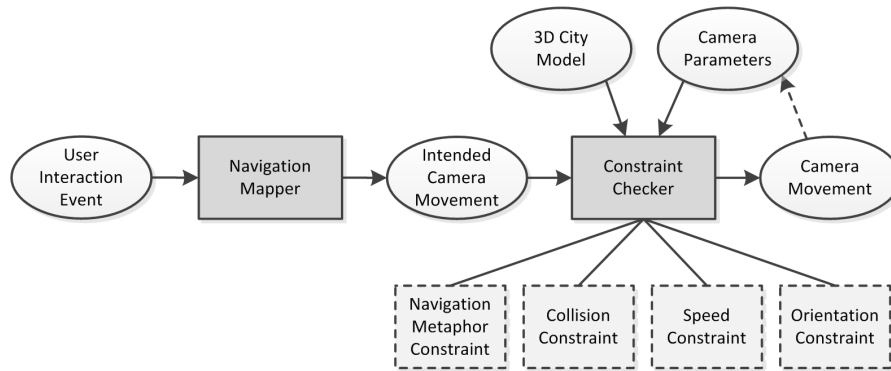 3D City
Model
Camera
Parameters
User
Interaction
Event
Navigation
Mapper
Intended
Camera
Movement
Constraint
Checker
Camera
Movement
Navigation
Metaphor
Constraint
Collision
Constraint
Speed
Constraint
Orientation
Constraint